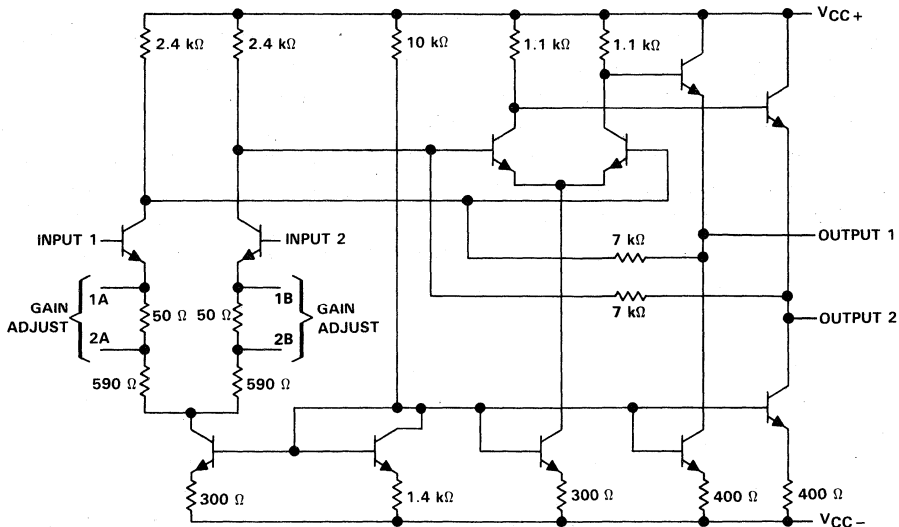 VCC+
2.4 kΩ
2.4 kΩ
10 kΩ
1.1 kΩ
1.1 kΩ
INPUT 1
INPUT 2
OUTPUT 1
7 kΩ
1A
1B
GAIN
ADJUST
50 Ω
50 Ω
GAIN
ADJUST
7 kΩ
OUTPUT 2
2A
2B
590 Ω
590 Ω
300 Ω
1.4 kΩ
300 Ω
400 Ω
400 Ω
VCC−